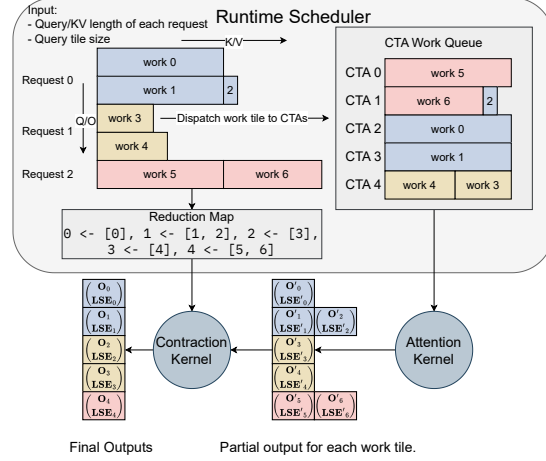 Input:
- Query/KV length of each request
- Query tile size
Runtime Scheduler
K/V
Request 0
Request 1
Request 2
Q/O
work 0
work 1
2
work 3
work 4
work 5
work 6
Dispatch work tile to CTAs
CTA Work Queue
CTA 0
work 5
CTA 1
work 6
2
CTA 2
work 0
CTA 3
work 1
CTA 4
work 4
work 3
Reduction Map
0 <- [0], 1 <- [1, 2], 2 <- [3],
3 <- [4], 4 <- [5, 6]
O₀
LSE₀
O₁
LSE₁
O₂
LSE₂
O₃
LSE₃
O₄
LSE₄
Contraction
Kernel
O′₀
LSE′₀
O′₁
LSE′₁
O′₂
LSE′₂
O′₃
LSE′₃
O′₄
LSE′₄
O′₅
LSE′₅
O′₆
LSE′₆
Attention
Kernel
Final Outputs
Partial output for each work tile.